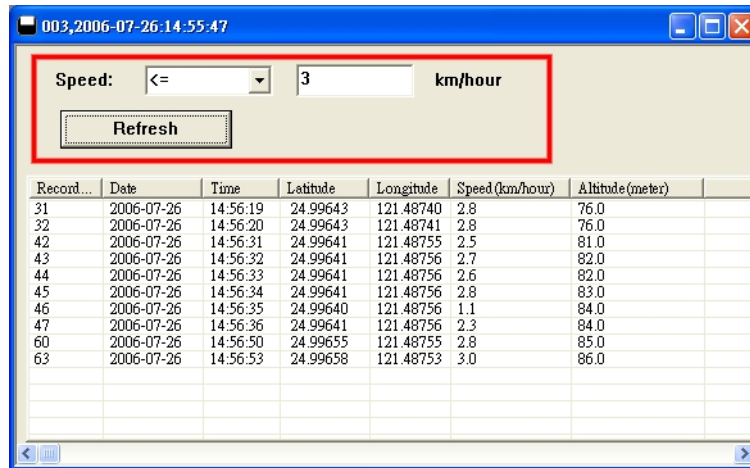 003,2006-07-26:14:55:47
Speed: <= 3 km/hour
Refresh
Record... Date Time Latitude Longitude Speed(km/hour) Altitude(meter)
31 2006-07-26 14:56:19 24.99643 121.48740 2.8 76.0
32 2006-07-26 14:56:20 24.99643 121.48741 2.8 76.0
42 2006-07-26 14:56:31 24.99641 121.48755 2.5 81.0
43 2006-07-26 14:56:32 24.99641 121.48756 2.7 82.0
44 2006-07-26 14:56:33 24.99641 121.48756 2.6 82.0
45 2006-07-26 14:56:34 24.99641 121.48756 2.8 83.0
46 2006-07-26 14:56:35 24.99640 121.48756 1.1 84.0
47 2006-07-26 14:56:36 24.99641 121.48756 2.3 84.0
60 2006-07-26 14:56:50 24.99655 121.48755 2.8 85.0
63 2006-07-26 14:56:53 24.99658 121.48753 3.0 86.0